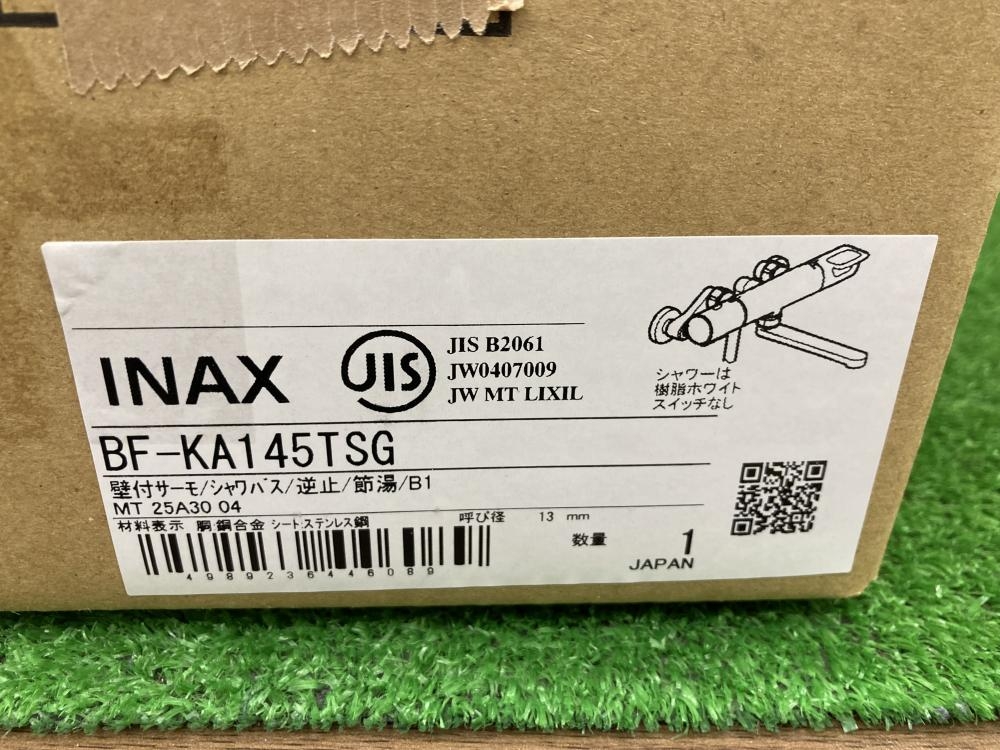 INAX
JIS
JIS B2061
JW0407009
JW MT LIXIL
シャワーは
樹脂ホワイト
スイッチなし
BF-KA145TSG
壁付サーモ/シャワバス/逆止/節湯/B1
MT 25A30 04
材料表示 胴:銅合金 シート:ステンレス鋼 呼び径 13 mm
数量 1
JAPAN
4989236446089